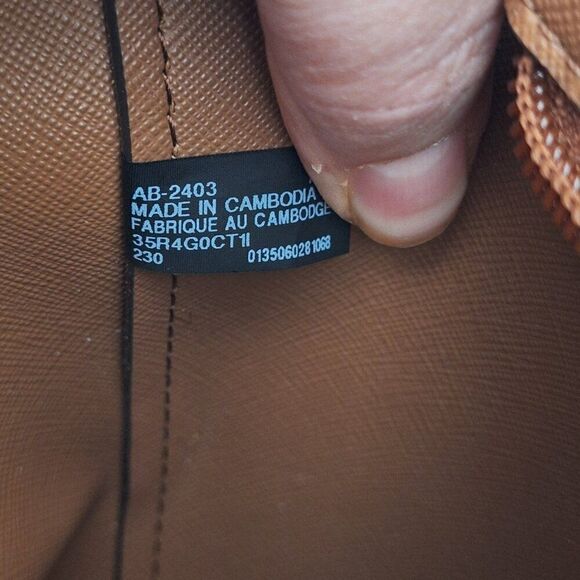 AB-2403
MADE IN CAMBODIA
FABRIQUE AU CAMBODGE
35R4G0CT1I
230 0135060281068